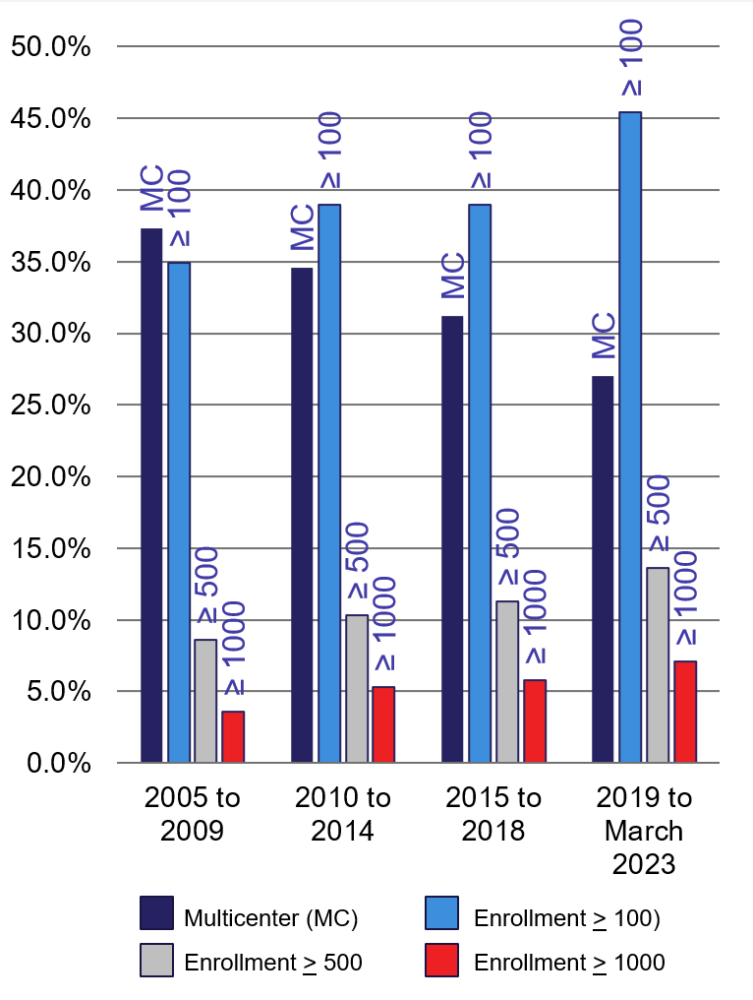 50.0%
45.0%
40.0%
35.0%
30.0%
25.0%
20.0%
15.0%
10.0%
5.0%
0.0%
MC
≥ 100
≥ 500
≥ 1000
MC
≥ 100
≥ 500
≥ 1000
MC
≥ 100
≥ 500
≥ 1000
MC
≥ 100
≥ 500
≥ 1000
2005 to
2009
2010 to
2014
2015 to
2018
2019 to
March
2023
Multicenter (MC)
Enrollment ≥ 100)
Enrollment ≥ 500
Enrollment ≥ 1000